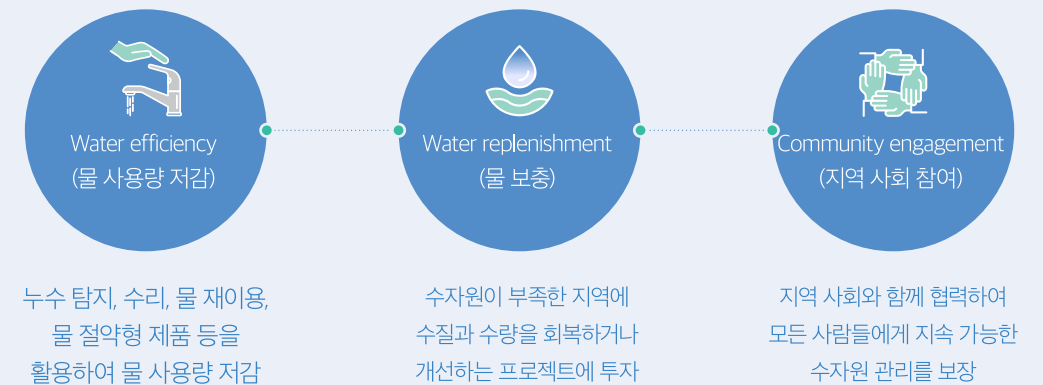 Water efficiency
(물 사용량 저감)
Water replenishment
(물 보충)
Community engagement
(지역 사회 참여)
누수 탐지, 수리, 물 재이용,
물 절약형 제품 등을
활용하여 물 사용량 저감
수자원이 부족한 지역에
수질과 수량을 회복하거나
개선하는 프로젝트에 투자
지역 사회와 함께 협력하여
모든 사람들에게 지속 가능한
수자원 관리를 보장